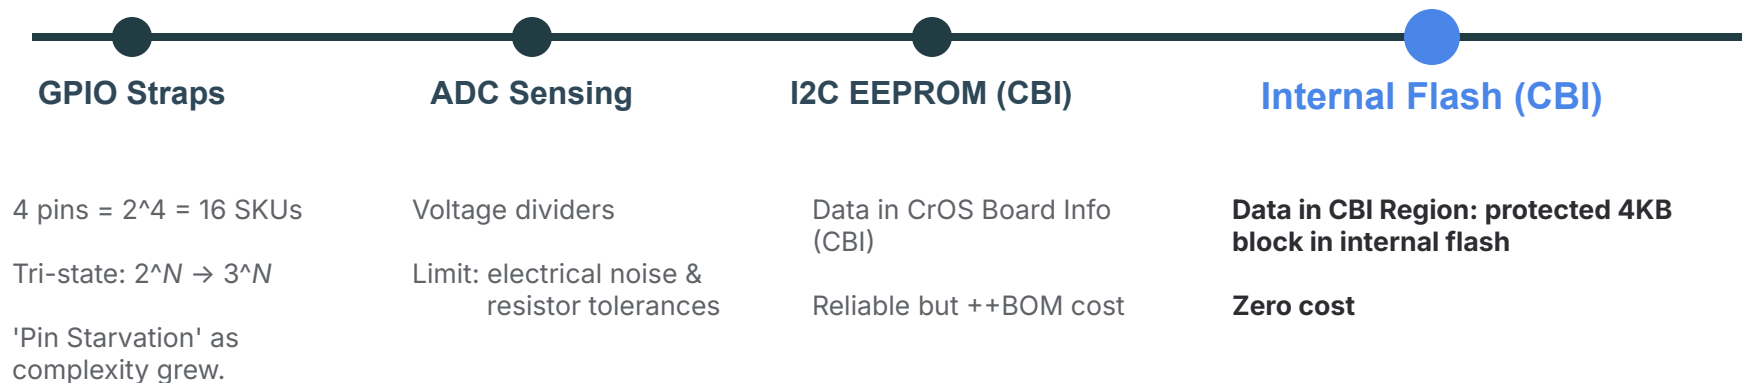 GPIO Straps
4 pins = 2^4 = 16 SKUs
Tri-state: 2^N → 3^N
'Pin Starvation' as
complexity grew.
ADC Sensing
Voltage dividers
Limit: electrical noise &
resistor tolerances
I2C EEPROM (CBI)
Data in CrOS Board Info
(CBI)
Reliable but ++BOM cost
Internal Flash (CBI)
Data in CBI Region: protected 4KB
block in internal flash
Zero cost